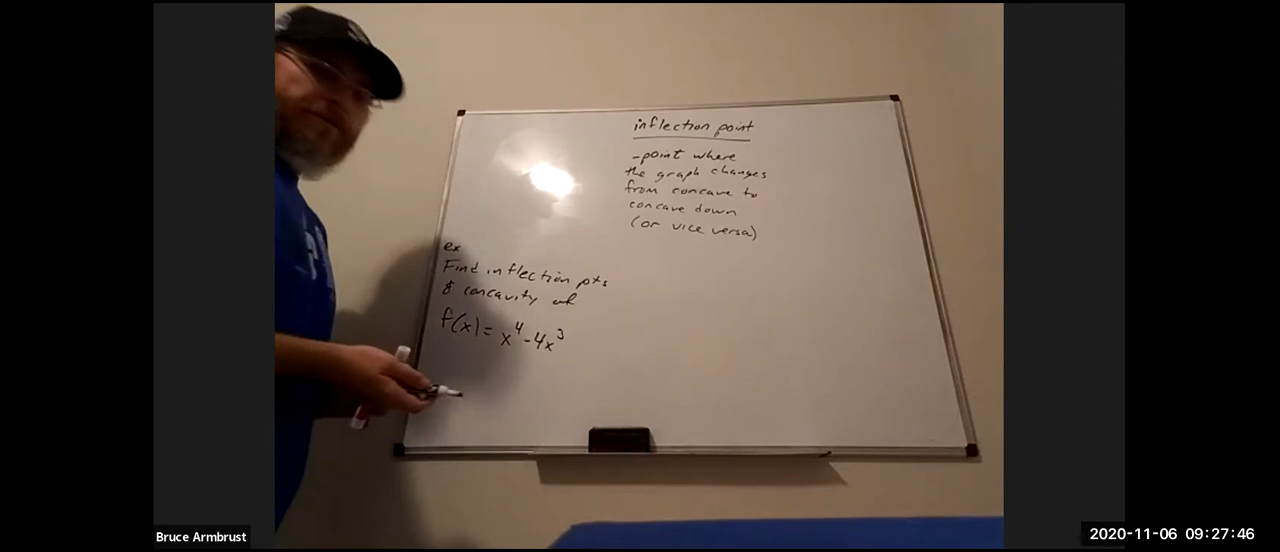 inflection point
-point where
the graph changes
from concave to
concave down
(or vice versa)
ex
Find inflection pts
& concavity of
f(x) = x⁴-4x³
Bruce Armbrust
2020-11-06 09:27:46